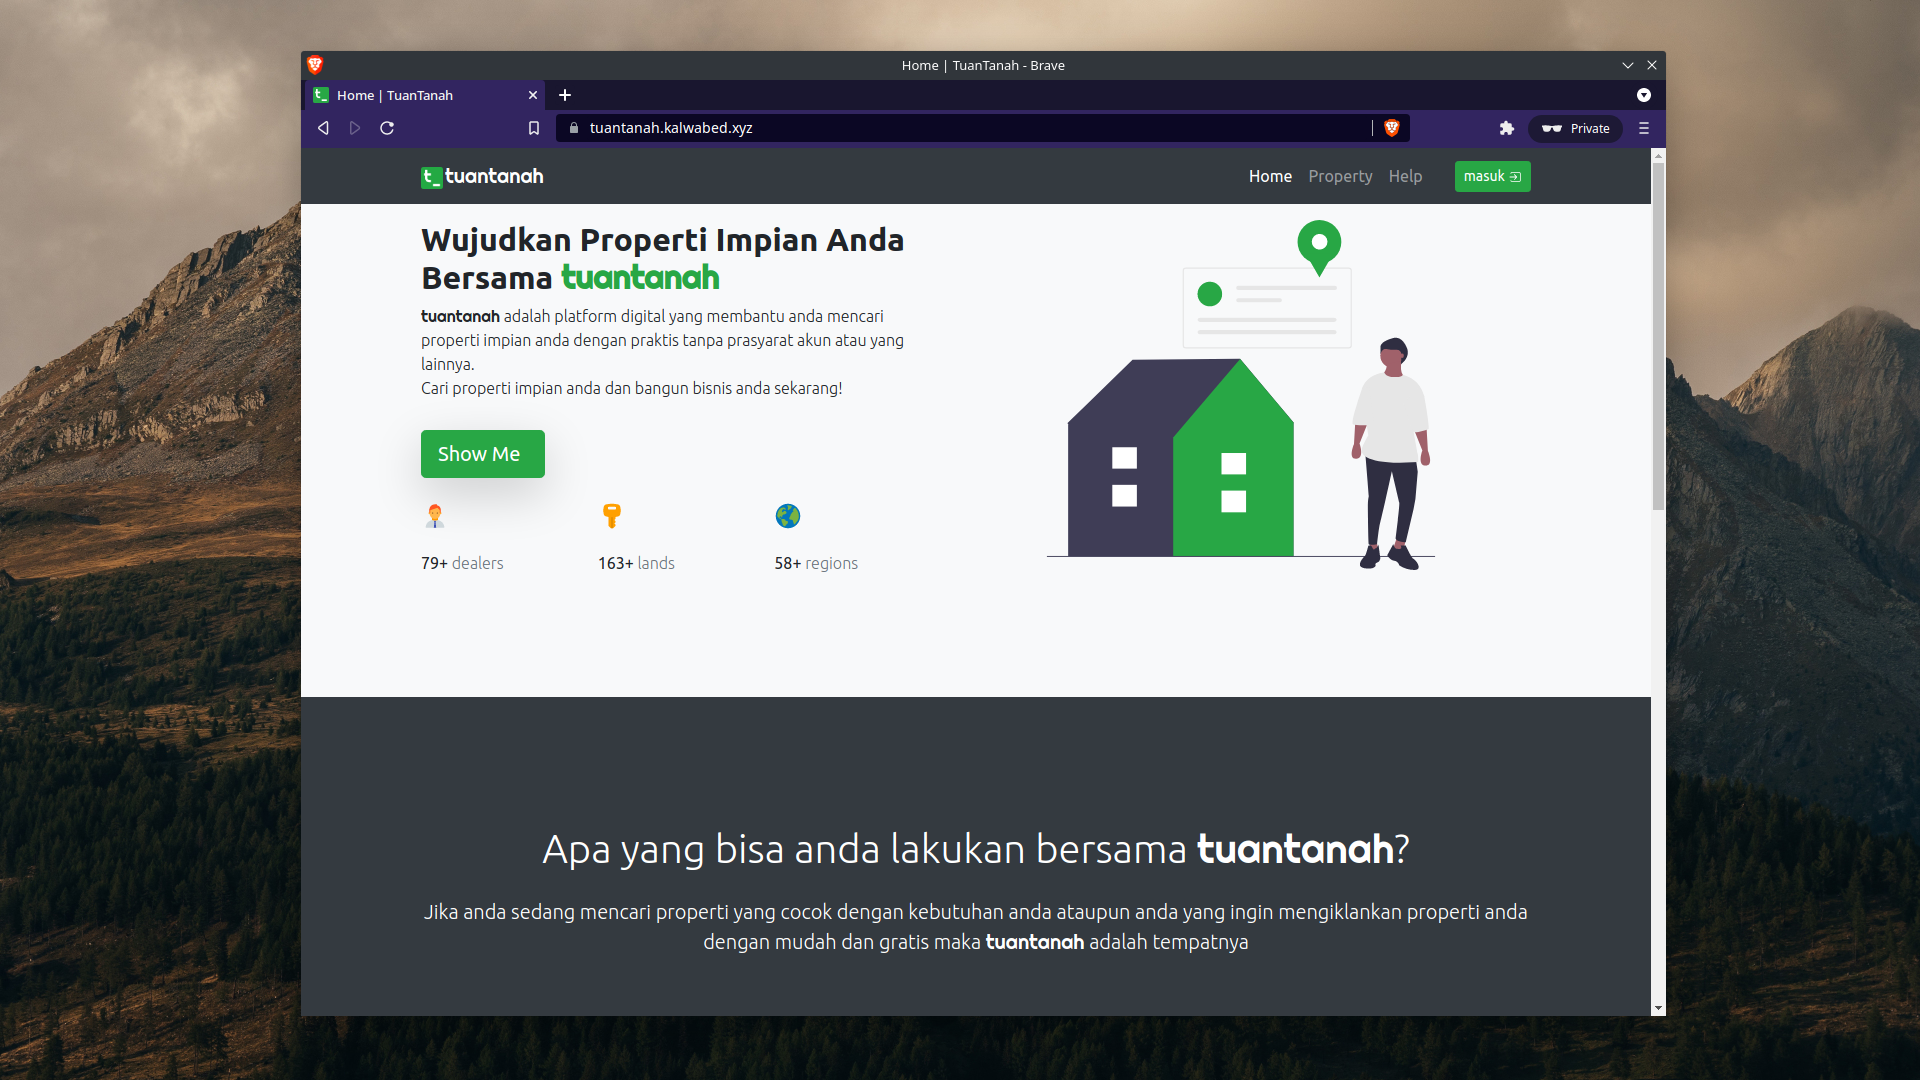 Home | TuanTanah - Brave
t_ Home | TuanTanah
tuantanah.kalwabed.xyz
Private
t_ tuantanah
Home Property Help masuk
Wujudkan Properti Impian Anda
Bersama tuantanah
tuantanah adalah platform digital yang membantu anda mencari
properti impian anda dengan praktis tanpa prasyarat akun atau yang
lainnya.
Cari properti impian anda dan bangun bisnis anda sekarang!
Show Me
79+ dealers
163+ lands
58+ regions
Apa yang bisa anda lakukan bersama tuantanah?
Jika anda sedang mencari properti yang cocok dengan kebutuhan anda ataupun anda yang ingin mengiklankan properti anda
dengan mudah dan gratis maka tuantanah adalah tempatnya